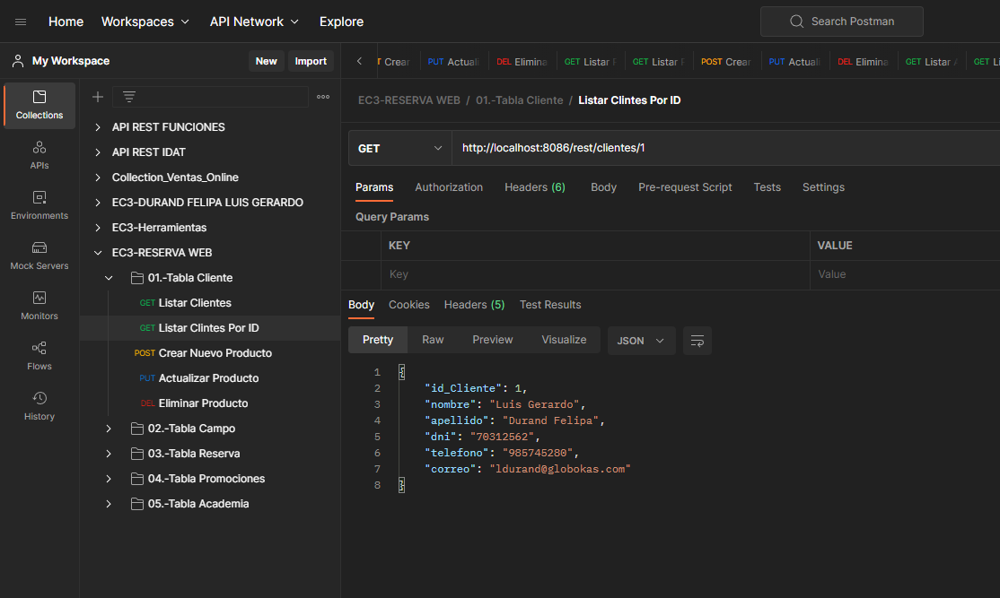 Home Workspaces API Network Explore Search Postman
My Workspace New Import
Crear PUT Actuali DEL Elimina GET Listar GET Listar POST Crear PUT Actuali DEL Elimina GET Listar GET
EC3-RESERVA WEB / 01.-Tabla Cliente / Listar Clintes Por ID
GET http://localhost:8086/rest/clientes/1
Params Authorization Headers (6) Body Pre-request Script Tests Settings
Query Params
KEY VALUE
Key Value
Body Cookies Headers (5) Test Results
Pretty Raw Preview Visualize JSON
1 {
2 "id_Cliente": 1,
3 "nombre": "Luis Gerardo",
4 "apellido": "Durand Felipa",
5 "dni": "70312562",
6 "telefono": "985745280",
7 "correo": "ldurand@globokas.com"
8 }
Collections
APIs
Environments
Mock Servers
Monitors
Flows
History
API REST FUNCIONES
API REST IDAT
Collection_Ventas_Online
EC3-DURAND FELIPA LUIS GERARDO
EC3-Herramientas
EC3-RESERVA WEB
01.-Tabla Cliente
GET Listar Clientes
GET Listar Clintes Por ID
POST Crear Nuevo Producto
PUT Actualizar Producto
DEL Eliminar Producto
02.-Tabla Campo
03.-Tabla Reserva
04.-Tabla Promociones
05.-Tabla Academia